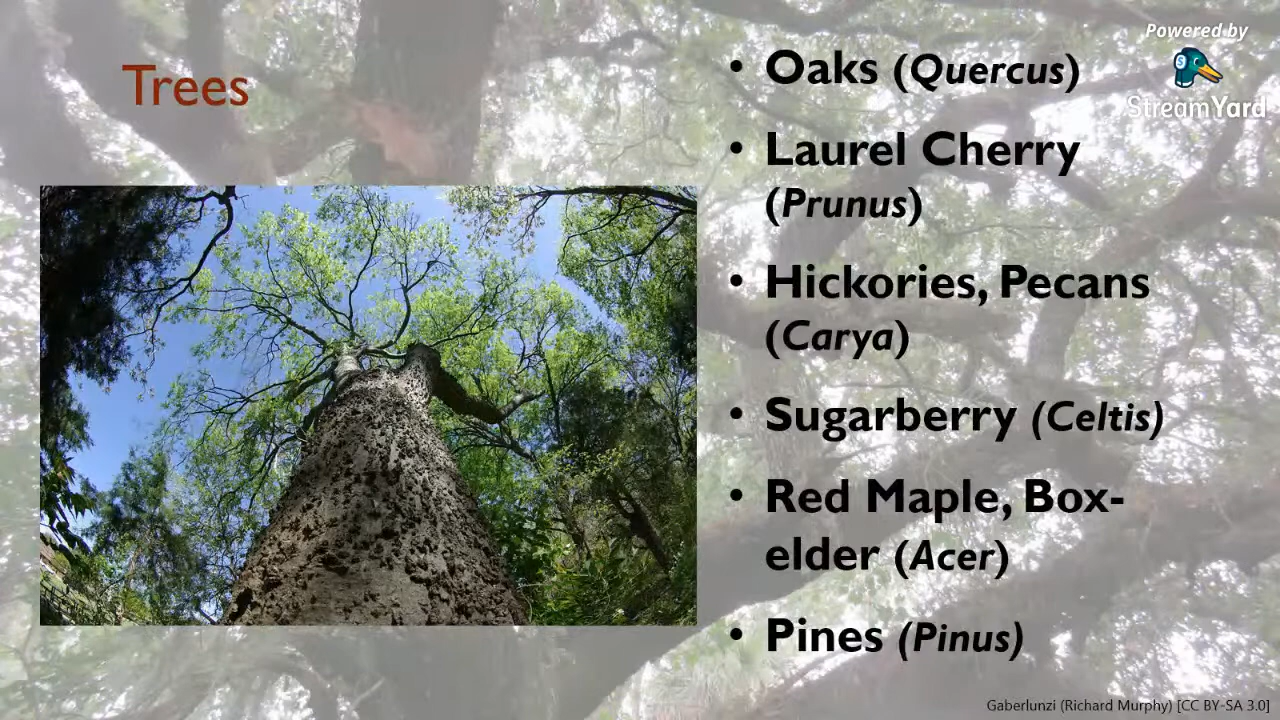 Trees
• Oaks (Quercus)
• Laurel Cherry
(Prunus)
• Hickories, Pecans
(Carya)
• Sugarberry (Celtis)
• Red Maple, Box-
elder (Acer)
• Pines (Pinus)
Powered by
StreamYard
Gaberlunzi (Richard Murphy) [CC BY-SA 3.0]